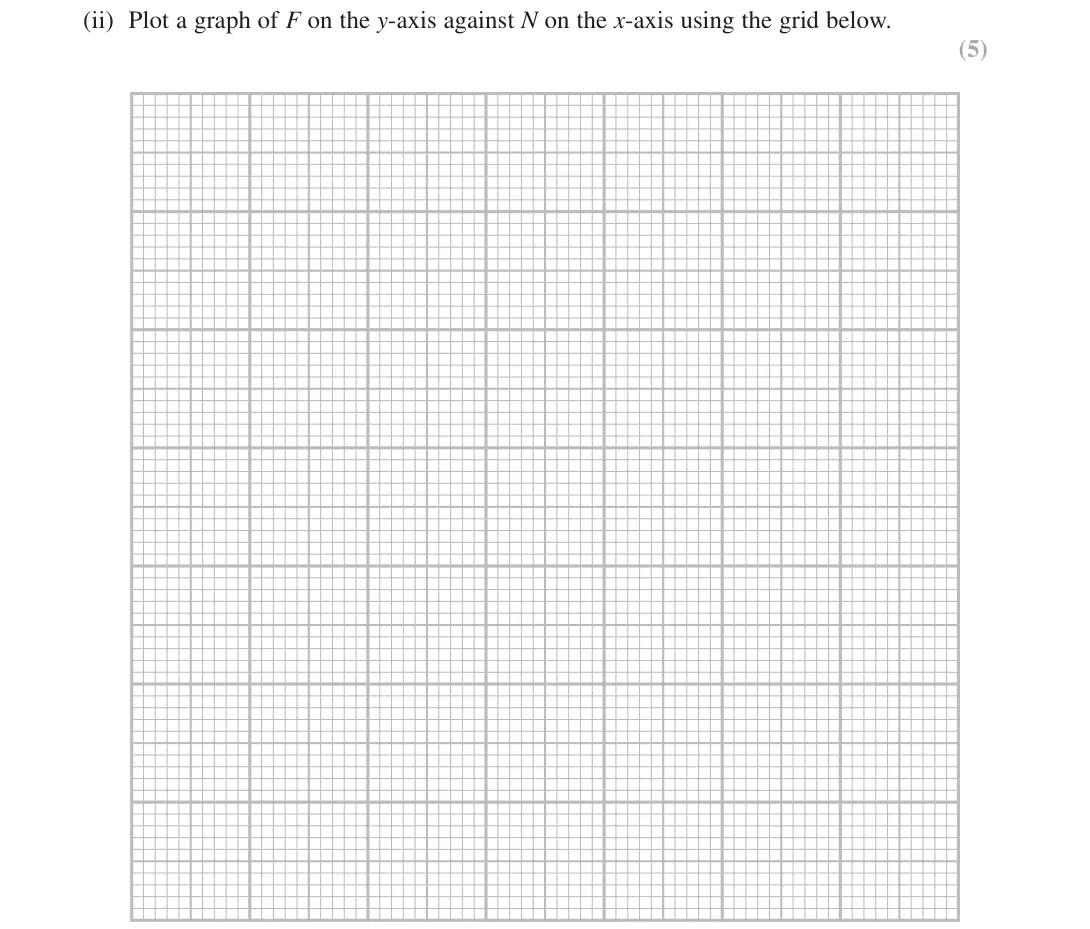 (ii) Plot a graph of F on the y-axis against N on the x-axis using the grid below.
(5)